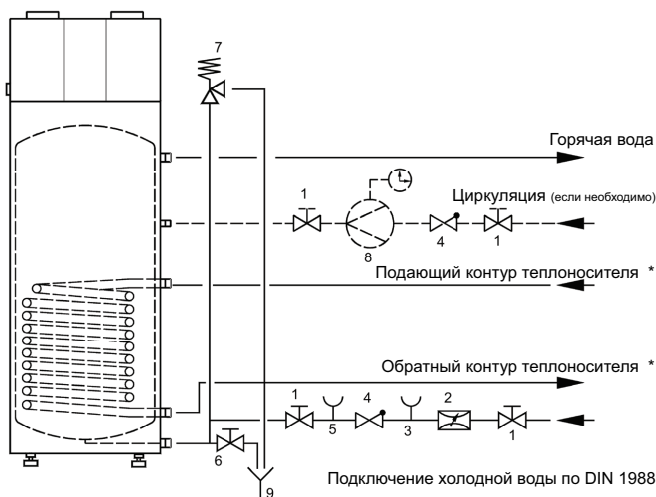 7
Горячая вода
1
Циркуляция (если необходимо)
8
4
1
Подающий контур теплоносителя *
Обратный контур теплоносителя *
1
4
2
5
3
1
6
Подключение холодной воды по DIN 1988
9